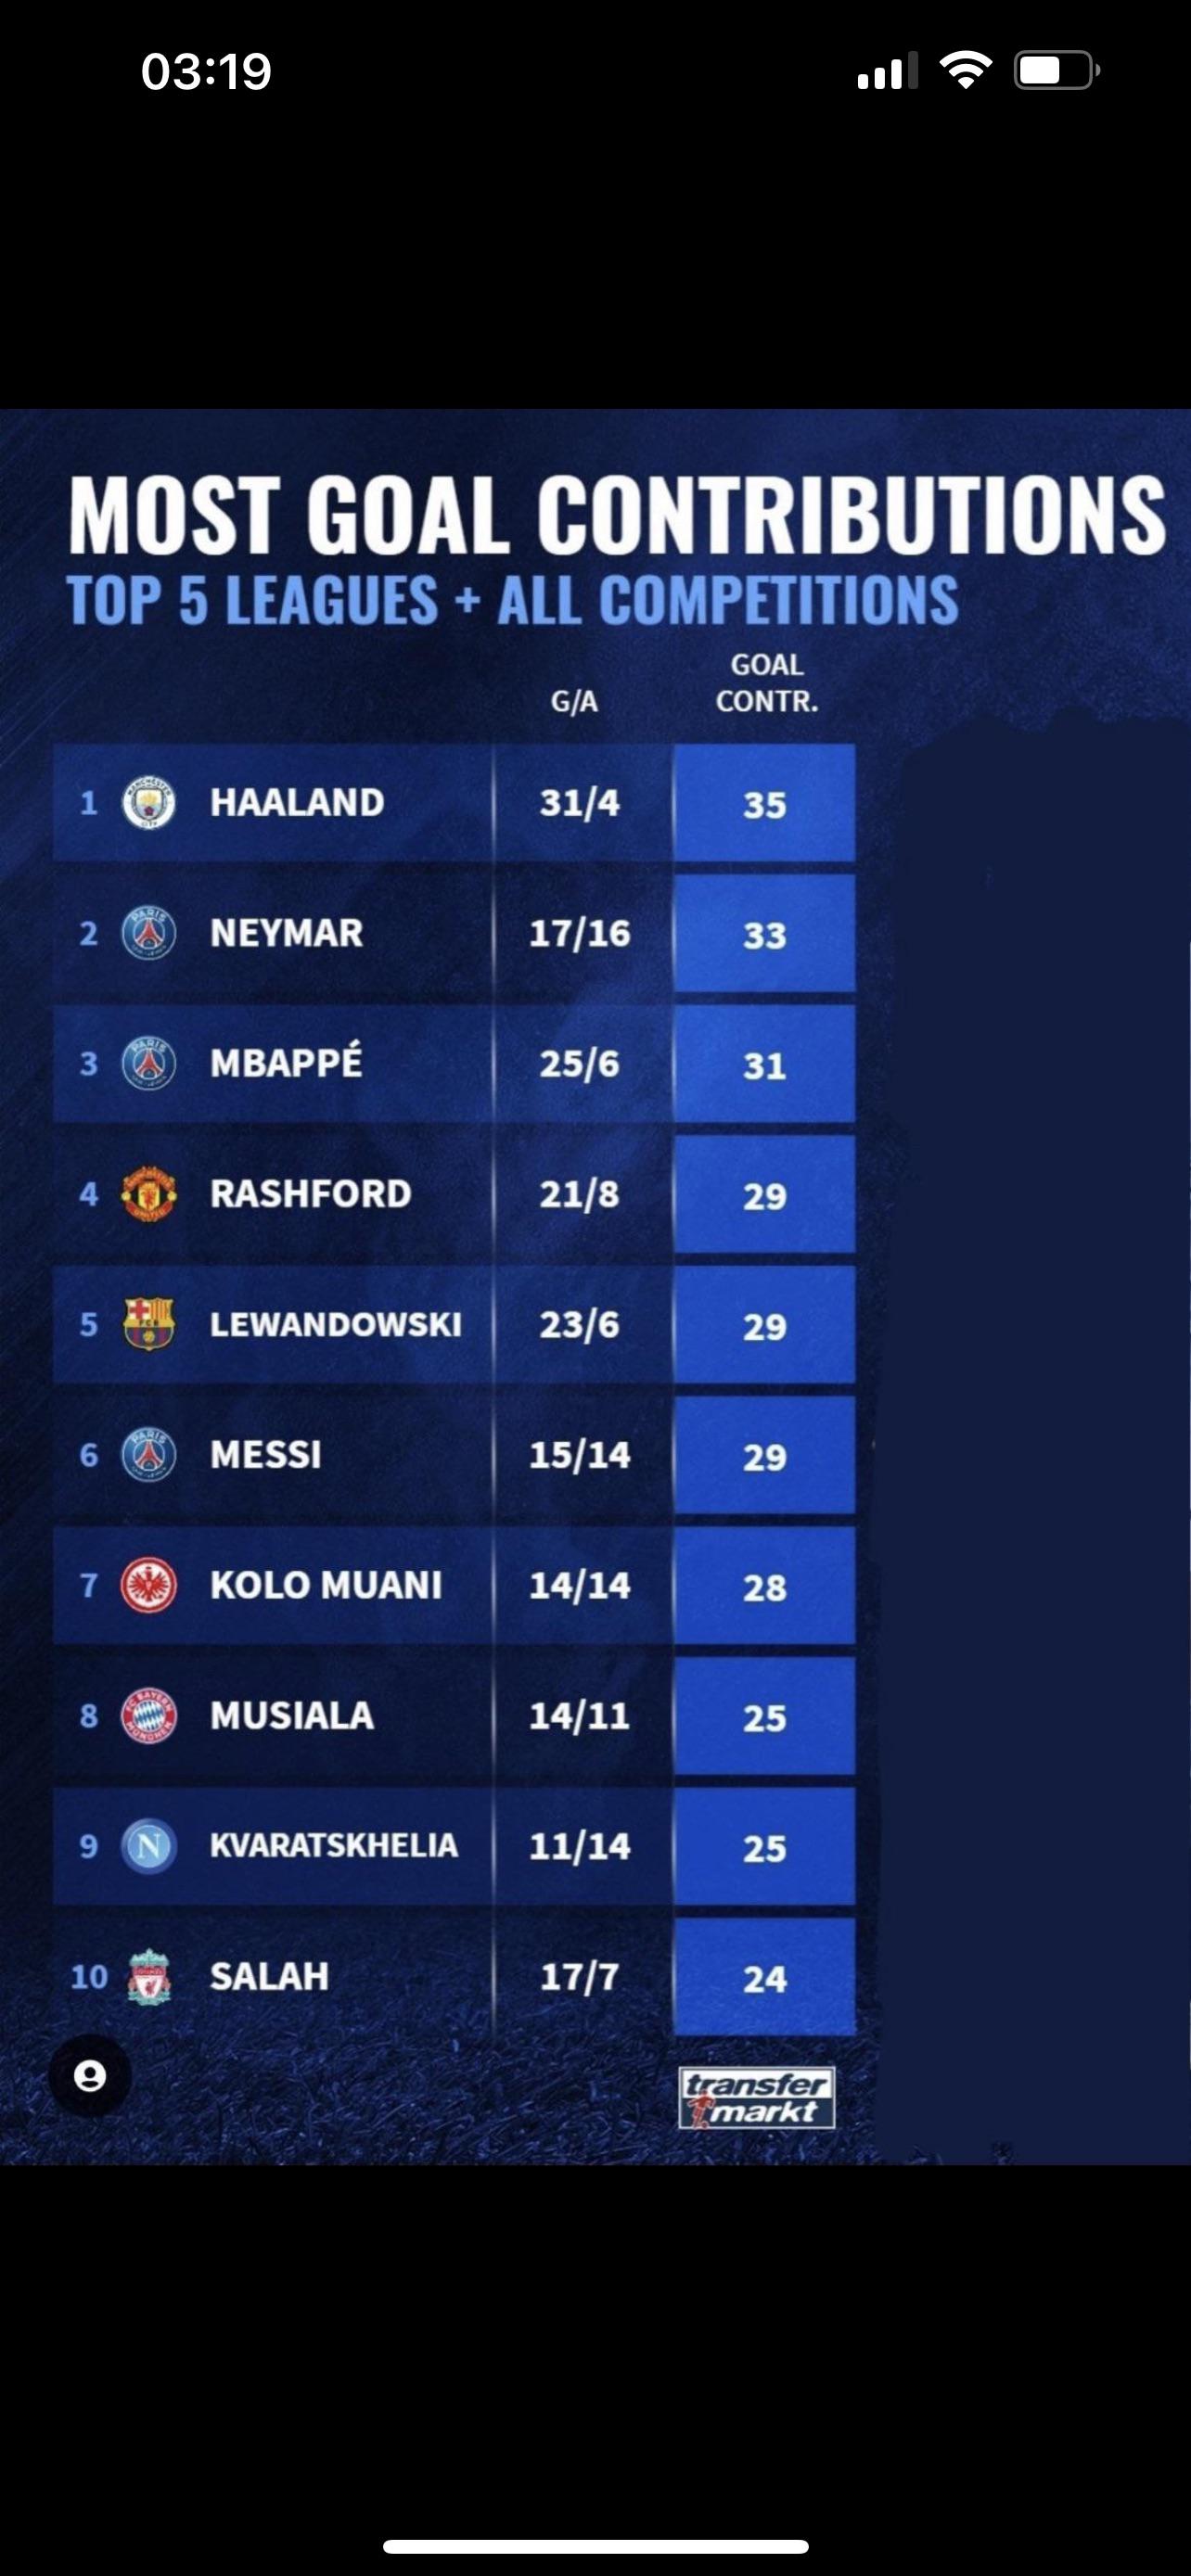 03:19
MOST GOAL CONTRIBUTIONS
TOP 5 LEAGUES + ALL COMPETITIONS
G/A GOAL CONTR.
1 HAALAND 31/4 35
2 NEYMAR 17/16 33
3 MBAPPÉ 25/6 31
4 RASHFORD 21/8 29
5 LEWANDOWSKI 23/6 29
6 MESSI 15/14 29
7 KOLO MUANI 14/14 28
8 MUSIALA 14/11 25
9 KVARATSKHELIA 11/14 25
10 SALAH 17/7 24
transfer
markt